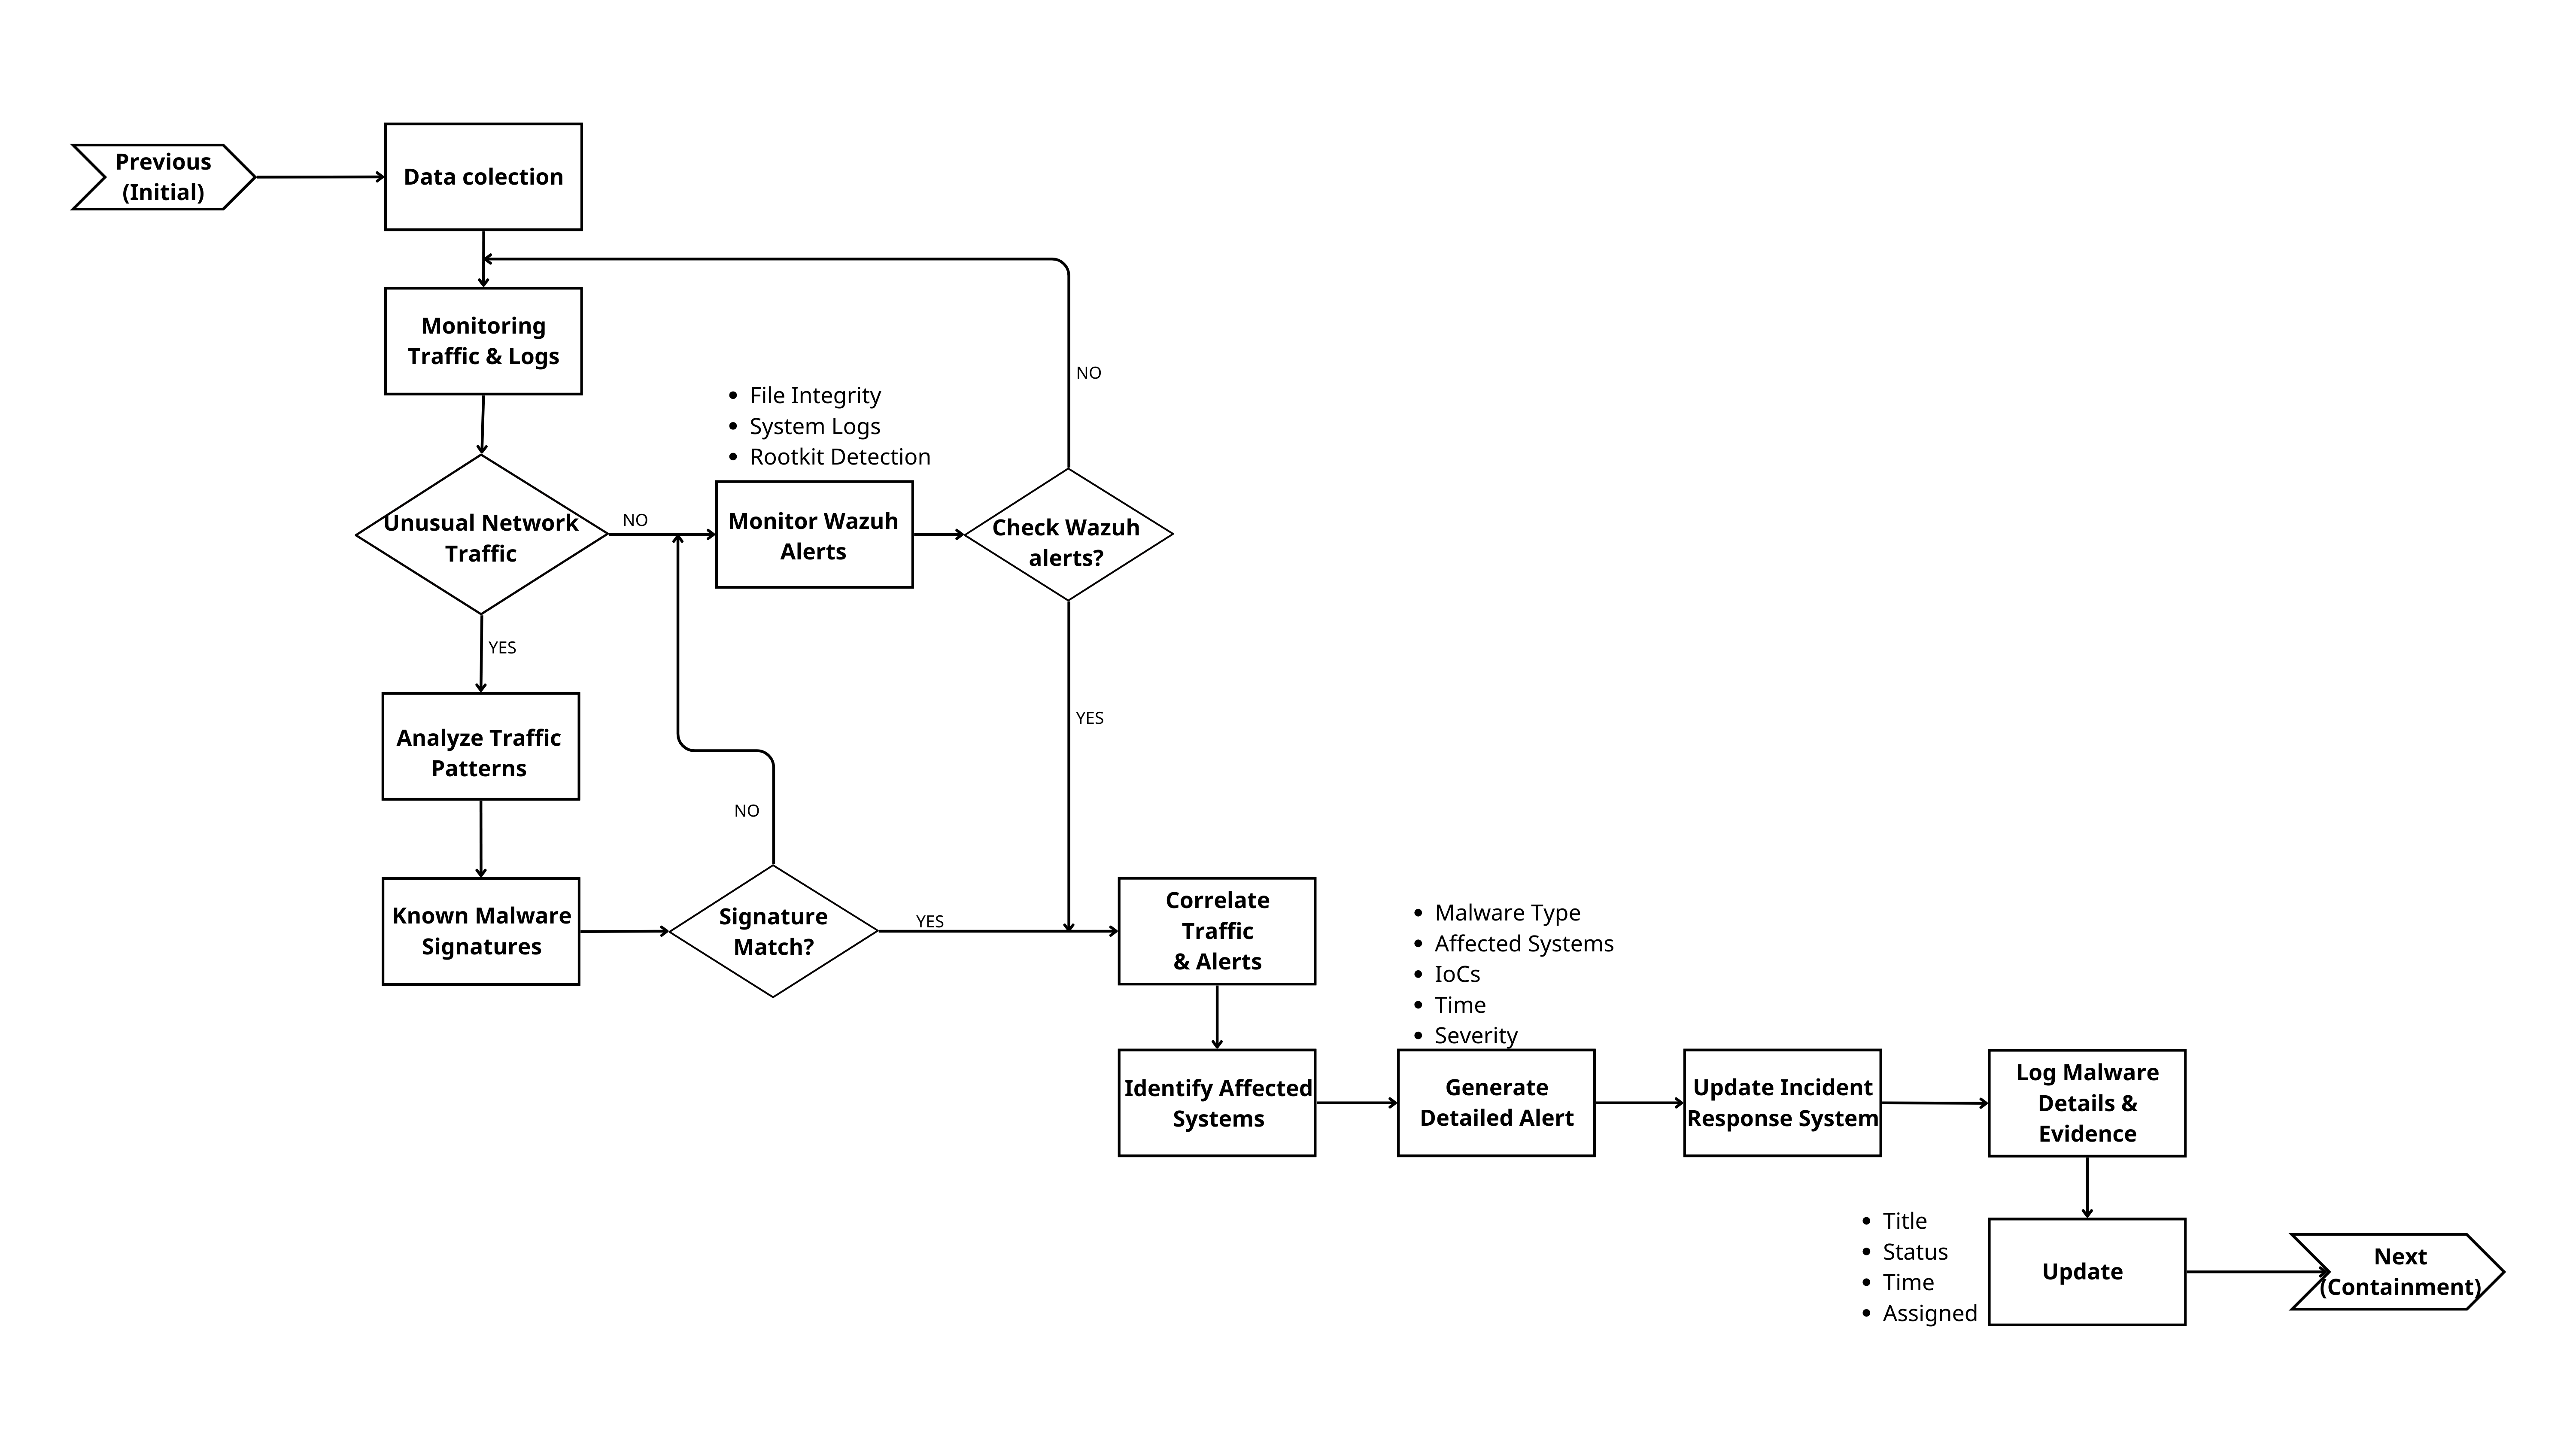 Previous
(Initial)
Data colection
Monitoring
Traffic & Logs
NO
• File Integrity
• System Logs
• Rootkit Detection
Unusual Network
Traffic
NO
Monitor Wazuh
Alerts
Check Wazuh
alerts?
YES
Analyze Traffic
Patterns
YES
NO
Known Malware
Signatures
Signature
Match?
YES
Correlate
Traffic
& Alerts
• Malware Type
• Affected Systems
• IoCs
• Time
• Severity
Identify Affected
Systems
Generate
Detailed Alert
Update Incident
Response System
Log Malware
Details &
Evidence
• Title
• Status
• Time
• Assigned
Update
Next
(Containment)